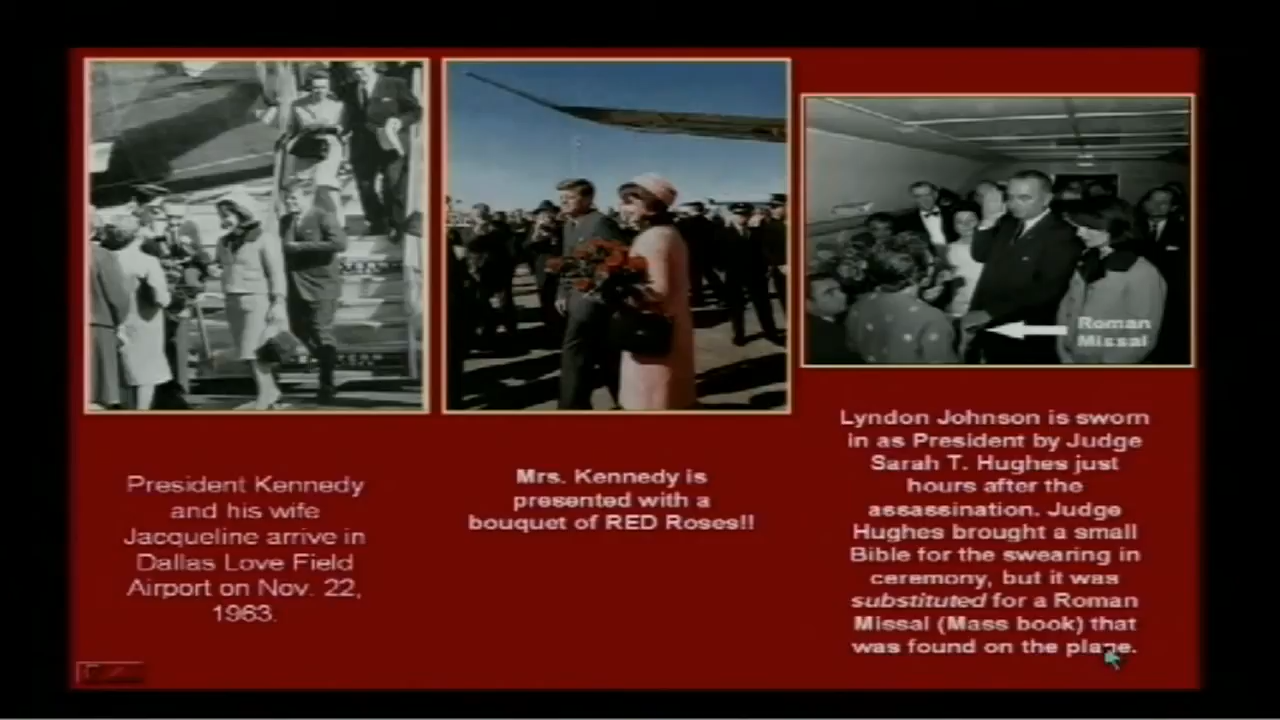 President Kennedy
and his wife
Jacqueline arrive in
Dallas Love Field
Airport on Nov. 22,
1963.
Mrs. Kennedy is
presented with a
bouquet of RED Roses!!
Roman
Missal
Lyndon Johnson is sworn
in as President by Judge
Sarah T. Hughes just
hours after the
assassination. Judge
Hughes brought a small
Bible for the swearing in
ceremony, but it was
substituted for a Roman
Missal (Mass book) that
was found on the plane.